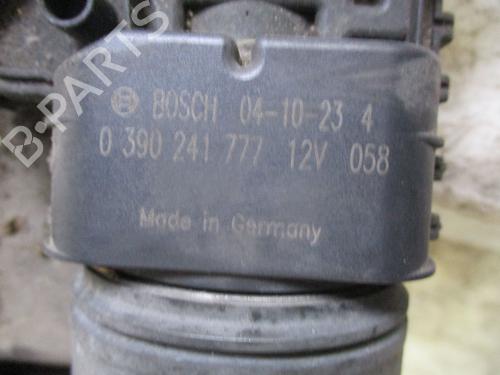 BOSCH 04-10-23 4
0 390 241 777 12V 058
Made in Germany
B-PARTS